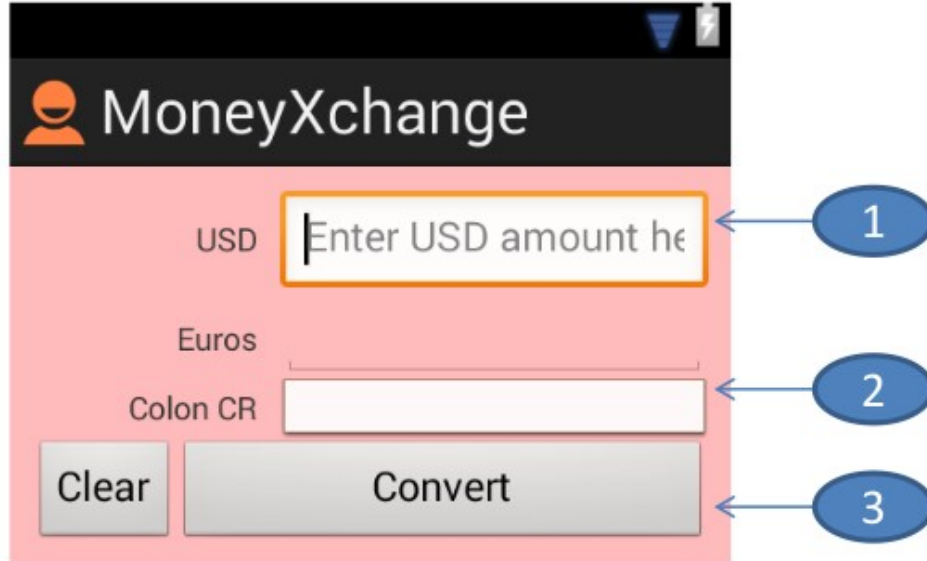 MoneyXchange
USD Enter USD amount he 1
Euros
Colon CR 2
Clear Convert 3